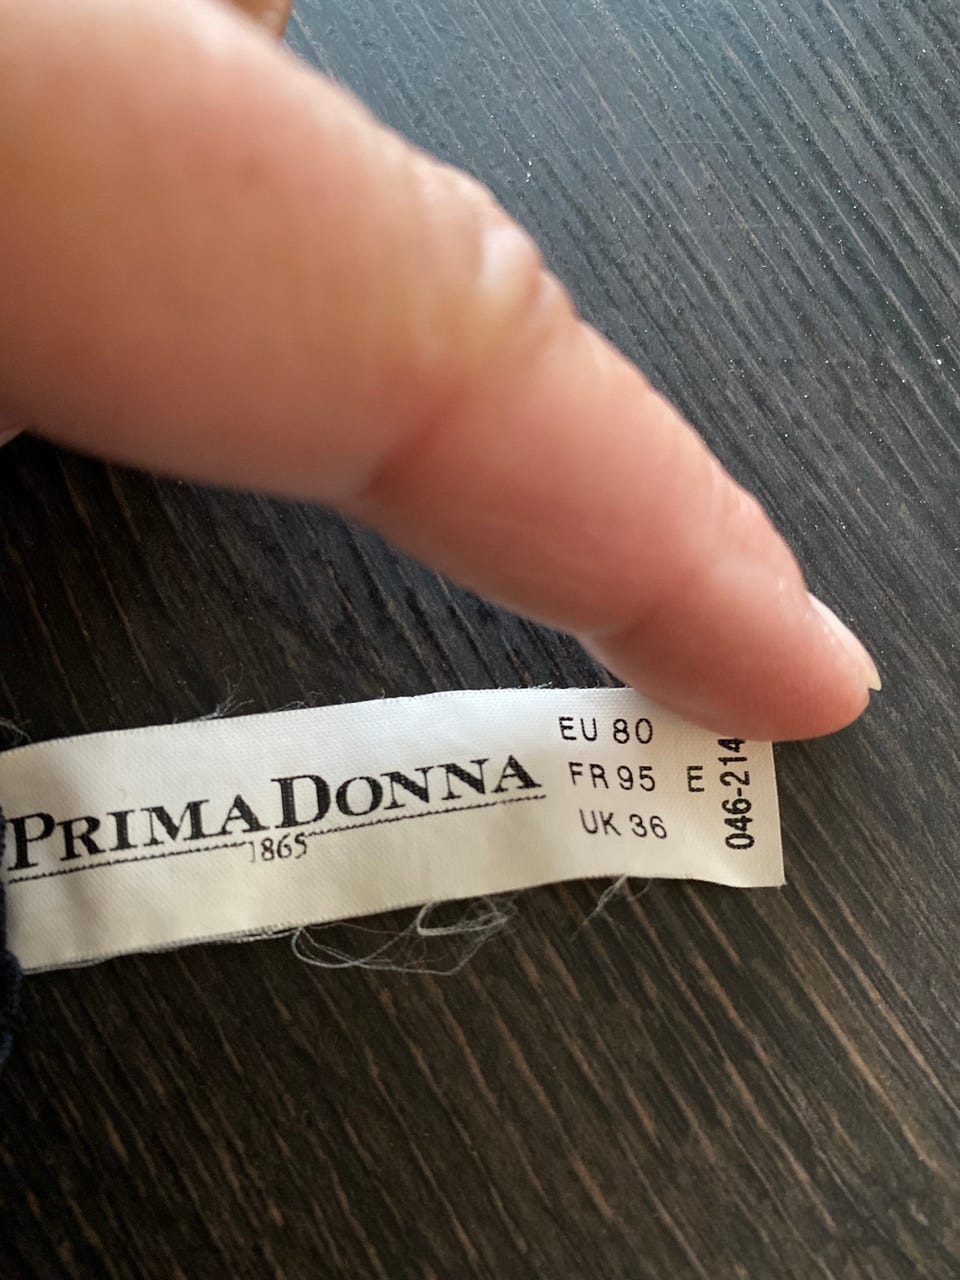 PRIMADONNA
1865
EU 80
FR 95 E
UK 36
046-214